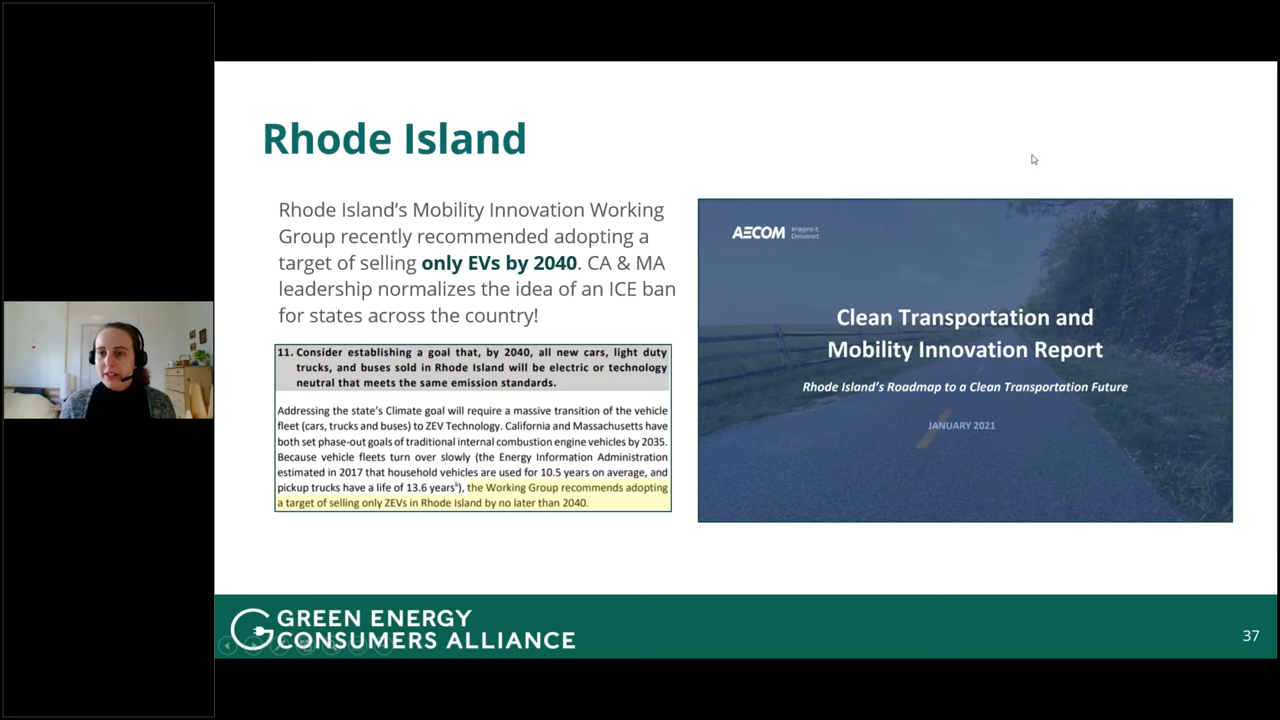 Rhode Island
Rhode Island’s Mobility Innovation Working
Group recently recommended adopting a
target of selling only EVs by 2040. CA & MA
leadership normalizes the idea of an ICE ban
for states across the country!
11. Consider establishing a goal that, by 2040, all new cars, light duty
trucks, and buses sold in Rhode Island will be electric or technology
neutral that meets the same emission standards.
Addressing the state’s Climate goal will require a massive transition of the vehicle
fleet (cars, trucks and buses) to ZEV Technology. California and Massachusetts have
both set phase-out goals of traditional internal combustion engine vehicles by 2035.
Because vehicle fleets turn over slowly (the Energy Information Administration
estimated in 2017 that household vehicles are used for 10.5 years on average, and
pickup trucks have a life of 13.6 years), the Working Group recommends adopting
a target of selling only ZEVs in Rhode Island by no later than 2040.
AECOM
Imagine it.
Delivered.
Clean Transportation and
Mobility Innovation Report
Rhode Island’s Roadmap to a Clean Transportation Future
JANUARY 2021
GREEN ENERGY
CONSUMERS ALLIANCE
37